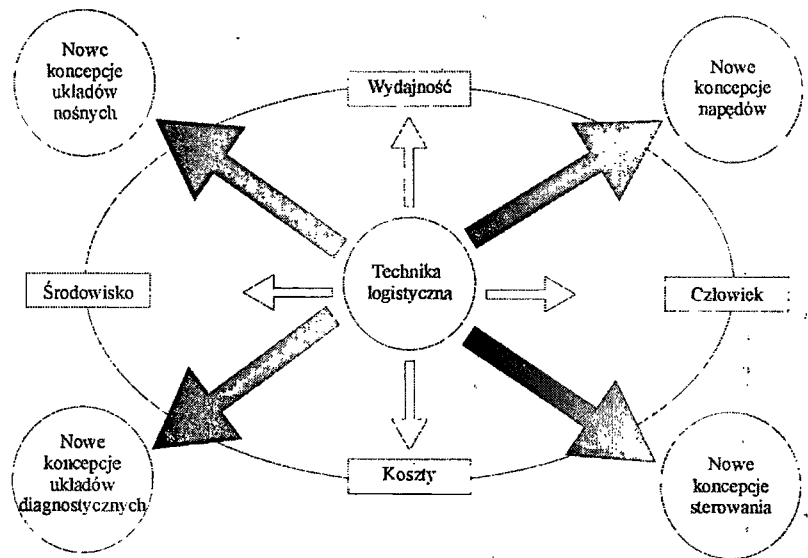 Nowe
koncepcje
układów
nośnych
Wydajność
Nowe
koncepcje
napędów
Środowisko
Technika
logistyczna
Człowiek
Nowe
koncepcje
układów
diagnostycznych
Koszty
Nowe
koncepcje
sterowania